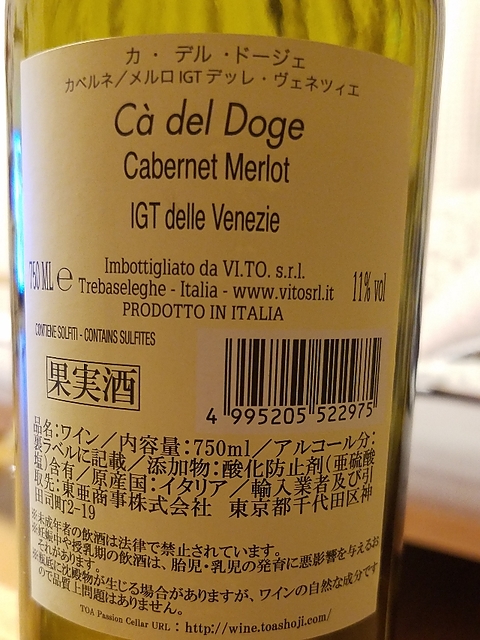 カ・デル・ドージェ
カベルネ／メルロ IGT デッレ・ヴェネツィエ
Cà del Doge
Cabernet Merlot
IGT delle Venezie
750 ML ℮
Imbottigliato da VI.TO. s.r.l.
Trebaseleghe - Italia - www.vitosrl.it
11% vol
PRODOTTO IN ITALIA
CONTIENE SOLFITI - CONTAINS SULFITES
果実酒
4 995205 522975
品名：ワイン／内容量：750ml／アルコール分：
裏ラベルに記載／添加物：酸化防止剤（亜硫酸
塩）含有／原産国：イタリア／輸入業者及び引
取先：東亜商事株式会社 東京都千代田区神
田司町2-19
※未成年者の飲酒は法律で禁止されています。
※妊娠中や授乳期の飲酒は、胎児・乳児の発育に悪影響を与えるお
それがあります。
※瓶底に沈殿物が生じる場合がありますが、ワインの自然な成分です
ので品質上問題はありません。
TOA Passion Cellar URL : http://wine.toashoji.com/